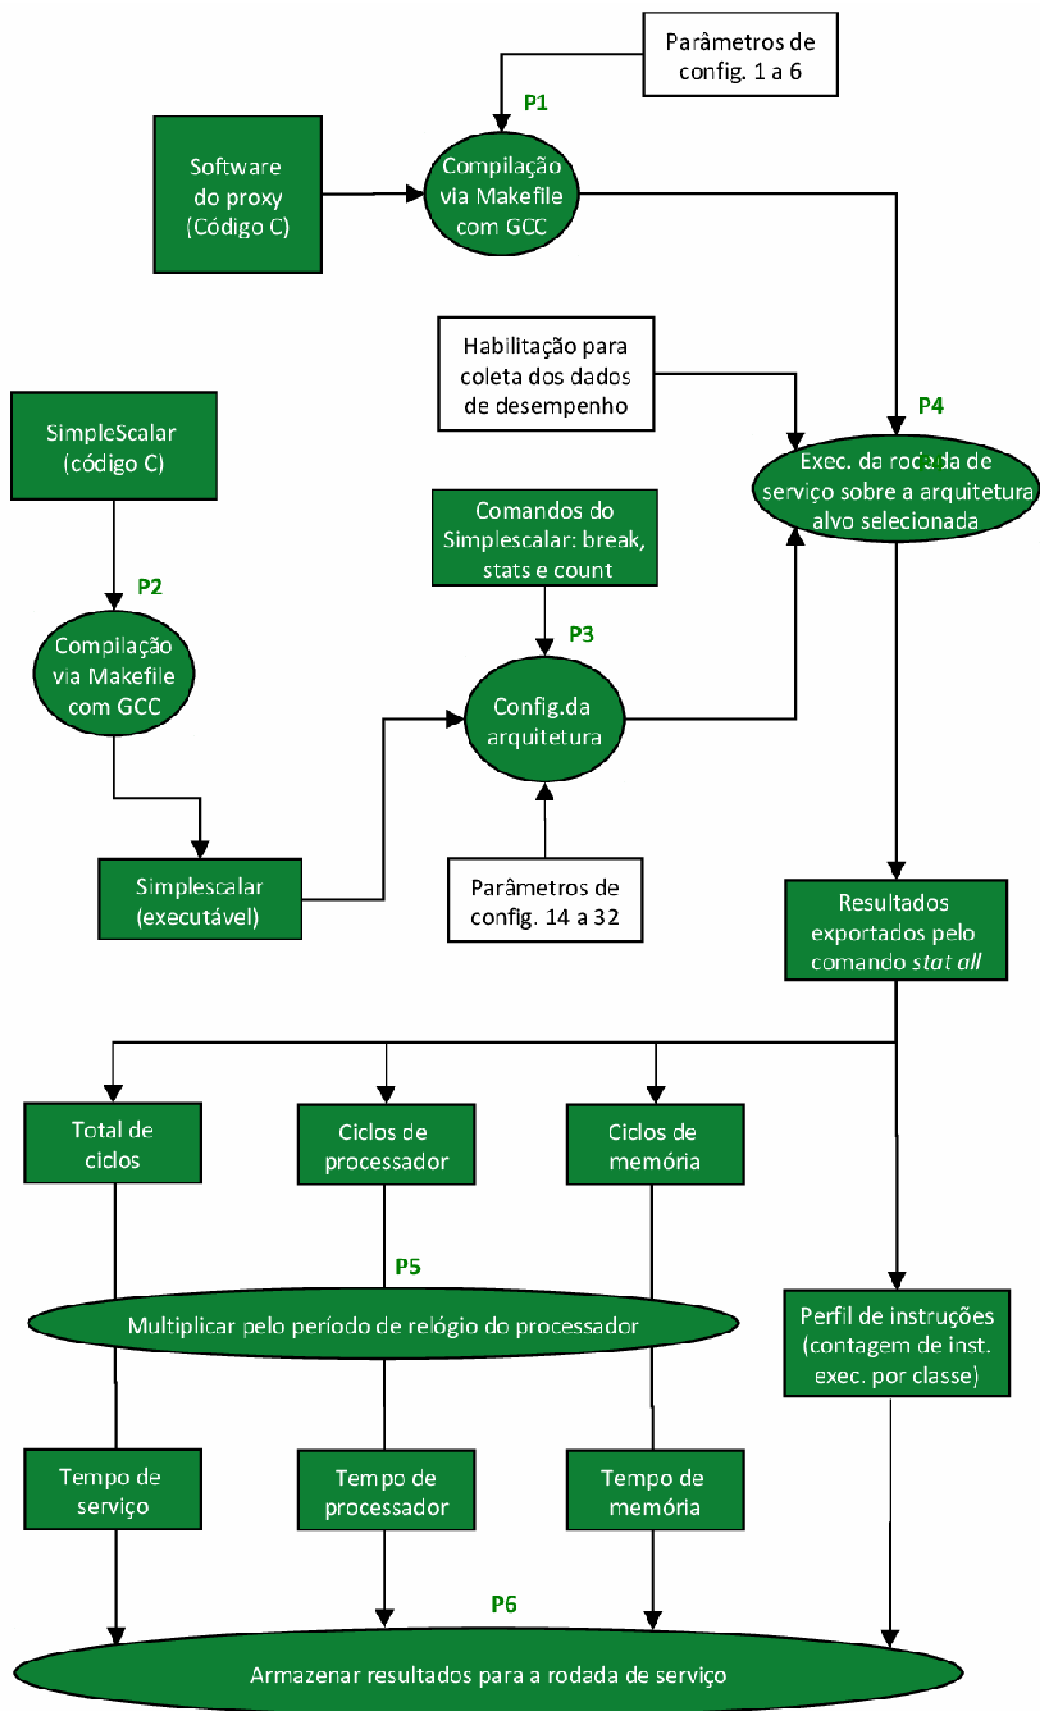 Parâmetros de
config. 1 a 6
P1
Software
do proxy
(Código C)
Compilação
via Makefile
com GCC
Habilitação para
coleta dos dados
de desempenho
P4
SimpleScalar
(código C)
Exec. da rodada de
serviço sobre a arquitetura
alvo selecionada
Comandos do
Simplescalar: break,
stats e count
P2
P3
Compilação
via Makefile
com GCC
Config.da
arquitetura
Simplescalar
(executável)
Parâmetros de
config. 14 a 32
Resultados
exportados pelo
comando stat all
Total de
ciclos
Ciclos de
processador
Ciclos de
memória
P5
Multiplicar pelo período de relógio do processador
Perfil de instruções
(contagem de inst.
exec. por classe)
Tempo de
serviço
Tempo de
processador
Tempo de
memória
P6
Armazenar resultados para a rodada de serviço